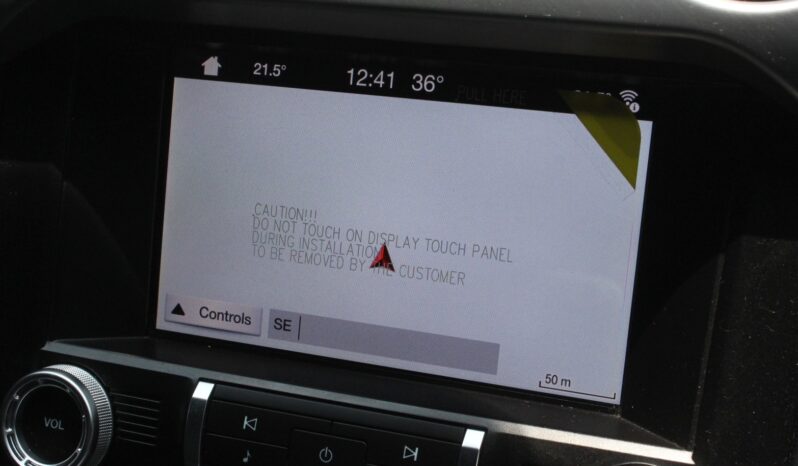 21.5°
12:41 36°
PULL HERE
CAUTION!!!
DO NOT TOUCH ON DISPLAY TOUCH PANEL
DURING INSTALLATION
TO BE REMOVED BY THE CUSTOMER
Controls
SE
50 m
VOL